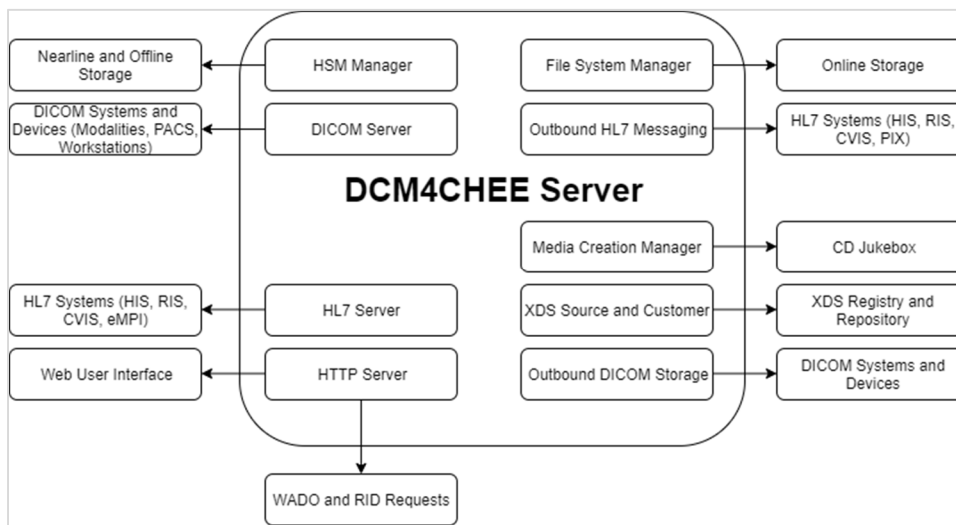 Nearline and Offline
Storage
HSM Manager
File System Manager
Online Storage
DICOM Systems and
Devices (Modalities, PACS,
Workstations)
DICOM Server
Outbound HL7 Messaging
HL7 Systems (HIS, RIS,
CVIS, PIX)
DCM4CHEE Server
Media Creation Manager
CD Jukebox
HL7 Systems (HIS, RIS,
CVIS, eMPI)
HL7 Server
XDS Source and Customer
XDS Registry and
Repository
Web User Interface
HTTP Server
Outbound DICOM Storage
DICOM Systems and
Devices
WADO and RID Requests